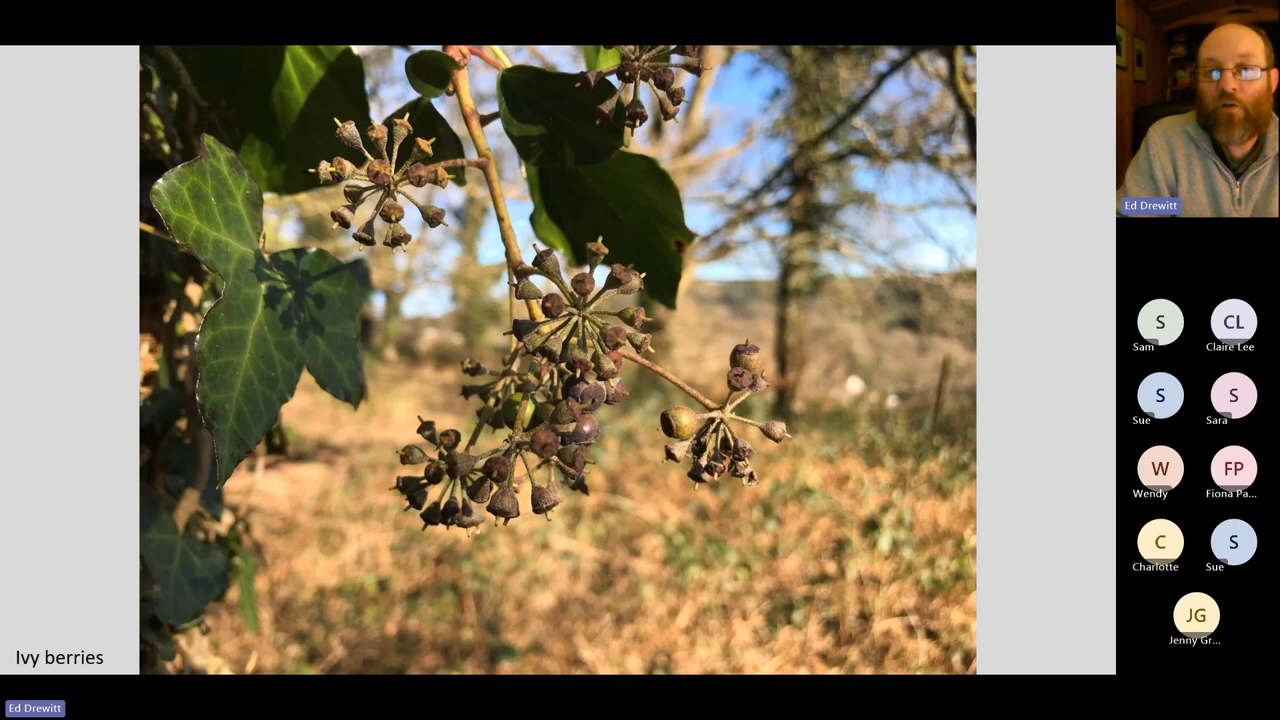 Ivy berries
Ed Drewitt
Ed Drewitt
S
CL
Sam
Claire Lee
S
S
Sue
Sara
W
FP
Wendy
Fiona Pa...
C
S
Charlotte
Sue
JG
Jenny Gr...